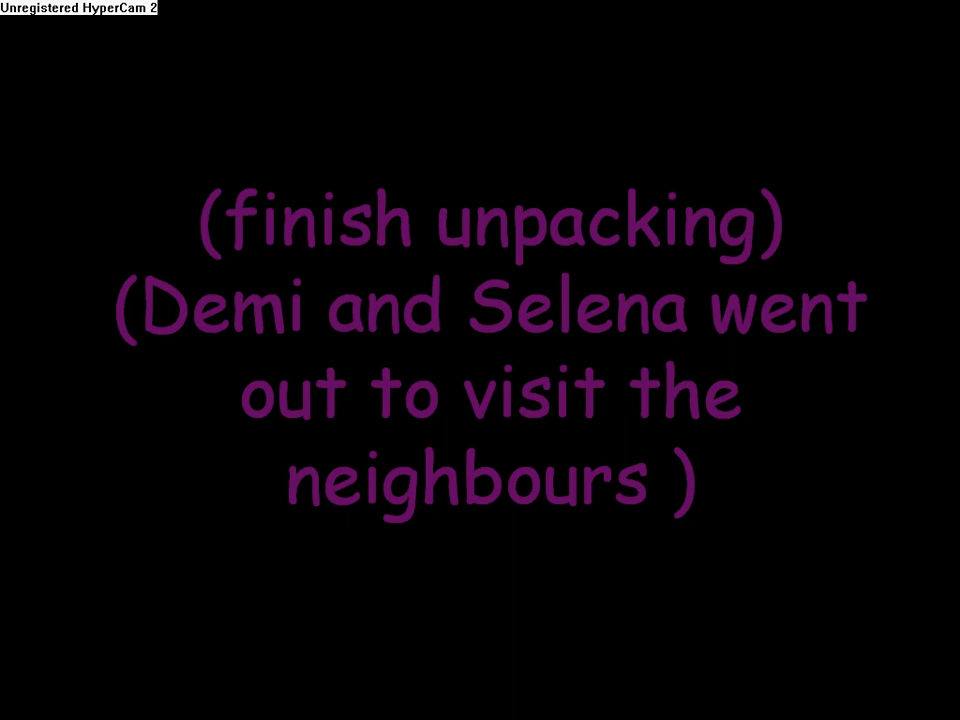 Unregistered HyperCam 2
(finish unpacking)
(Demi and Selena went
out to visit the
neighbours )